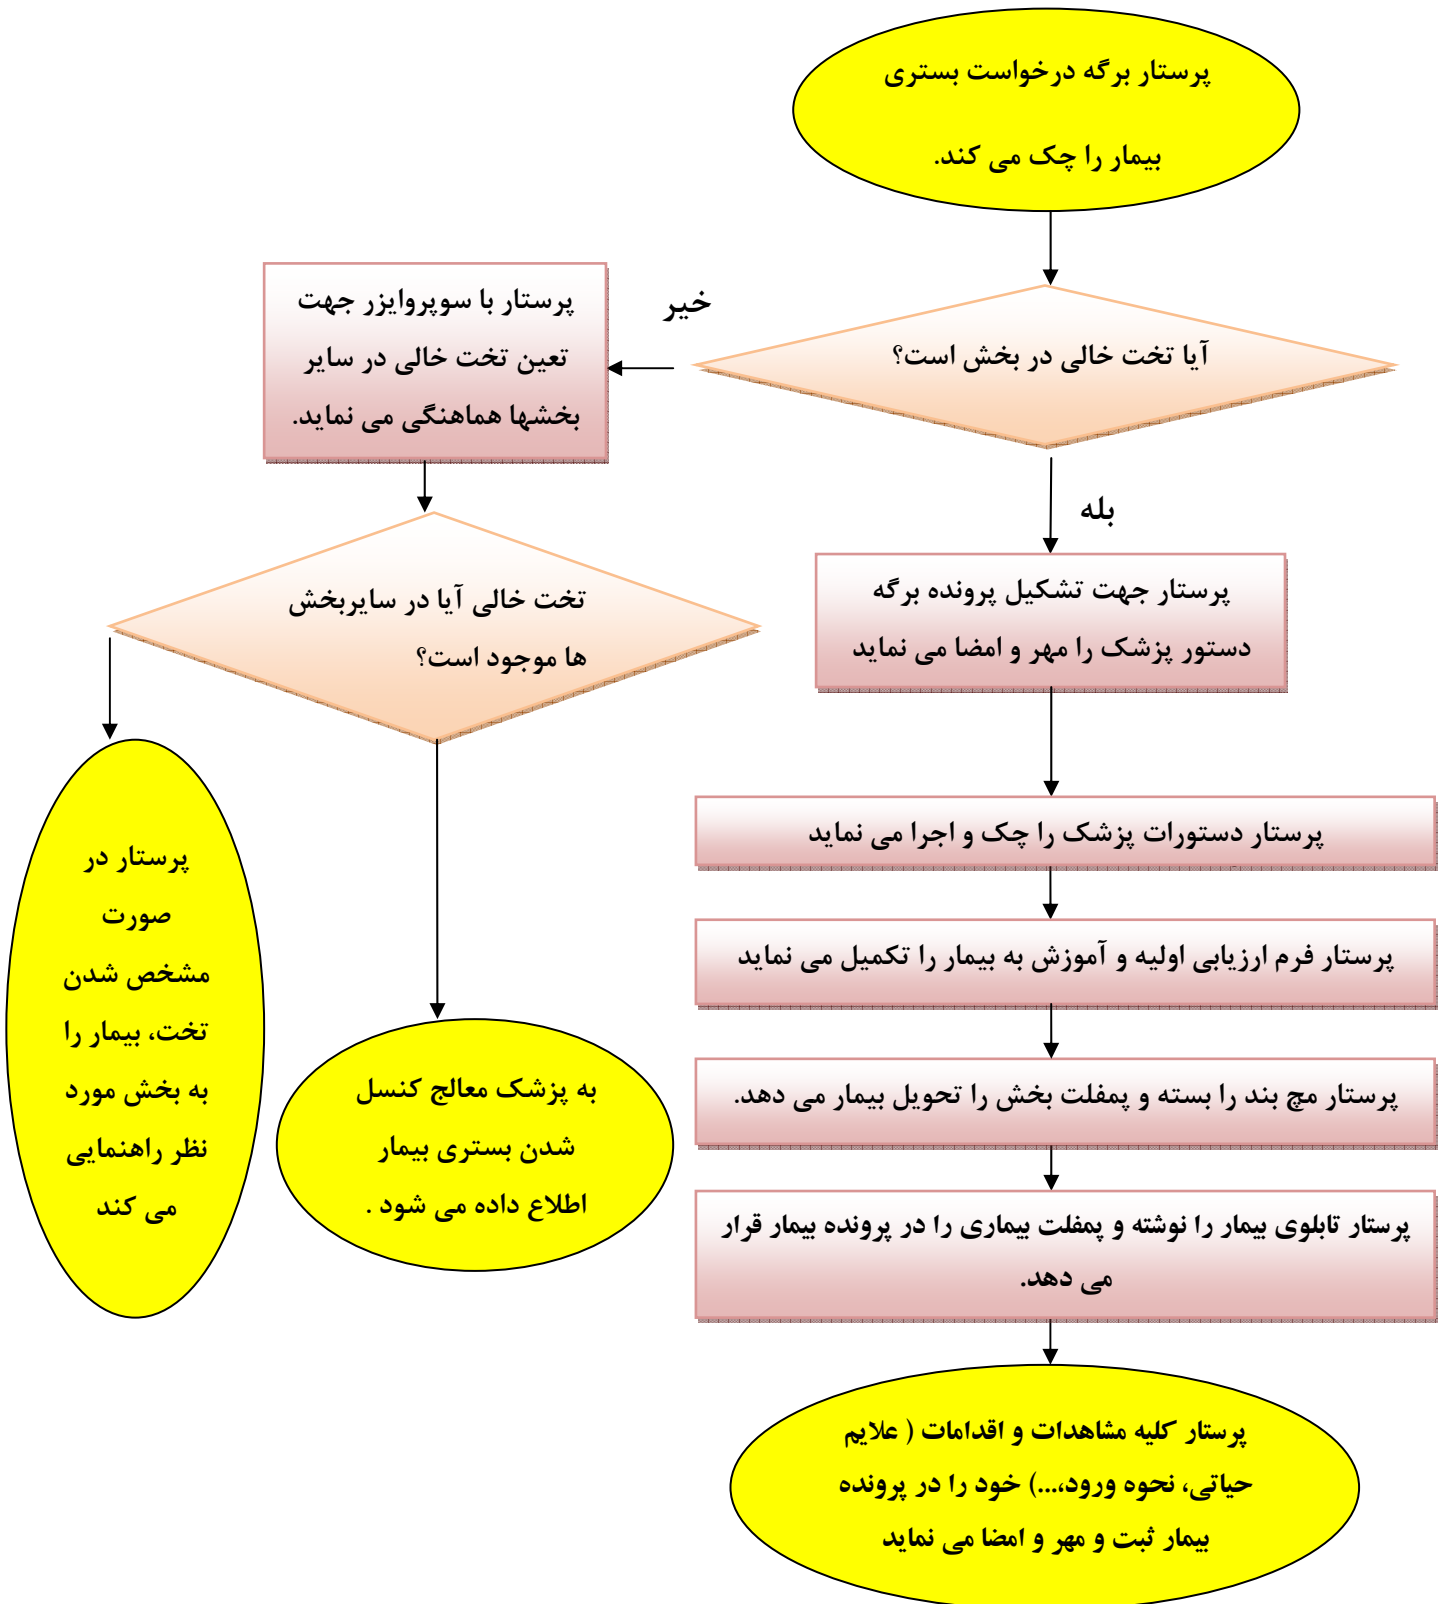 پرستار برگه درخواست بستری
بیمار را چک می کند.
آیا تخت خالی در بخش است؟
خیر
پرستار با سوپروایزر جهت
تعین تخت خالی در سایر
بخشها هماهنگی می نماید.
بله
پرستار جهت تشکیل پرونده برگه
دستور پزشک را مهر و امضا می نماید
تخت خالی آیا در سایربخش
ها موجود است؟
پرستار دستورات پزشک را چک و اجرا می نماید
پرستار فرم ارزیابی اولیه و آموزش به بیمار را تکمیل می نماید
پرستار مچ بند را بسته و پمفلت بخش را تحویل بیمار می دهد.
پرستار تابلوی بیمار را نوشته و پمفلت بیماری را در پرونده بیمار قرار
می دهد.
پرستار کلیه مشاهدات و اقدامات ( علایم
حیاتی، نحوه ورود،...) خود را در پرونده
بیمار ثبت و مهر و امضا می نماید
به پزشک معالج کنسل
شدن بستری بیمار
اطلاع داده می شود .
پرستار در
صورت
مشخص شدن
تخت، بیمار را
به بخش مورد
نظر راهنمایی
می کند